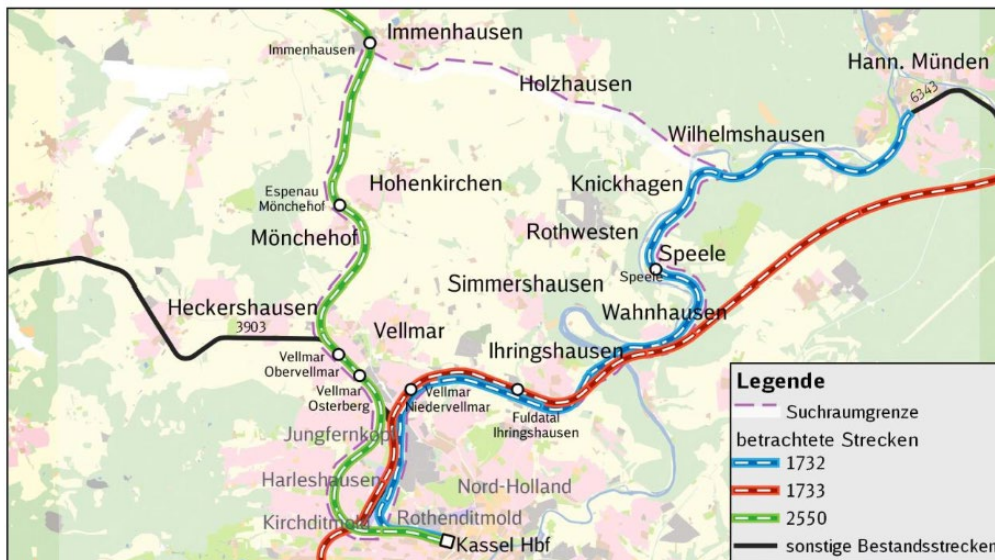 Immenhausen
Immenhausen
Holzhausen
Hann. Münden
6343
Wilhelmshausen
Hohenkirchen
Knickhagen
Espenau
Mönchehof
Mönchehof
Rothwesten
Speele
Speele
Simmershausen
Wahnhausen
Heckershausen
3903
Vellmar
Ihringshausen
Vellmar
Obervellmar
Vellmar
Osterberg
Vellmar
Niedervellmar
Fuldatal
Ihringshausen
Jungfernkopf
Harleshausen
Nord-Holland
Kirchditmold
Rothenditmold
Kassel Hbf
Legende
Suchraumgrenze
betrachtete Strecken
1732
1733
2550
sonstige Bestandsstrecken